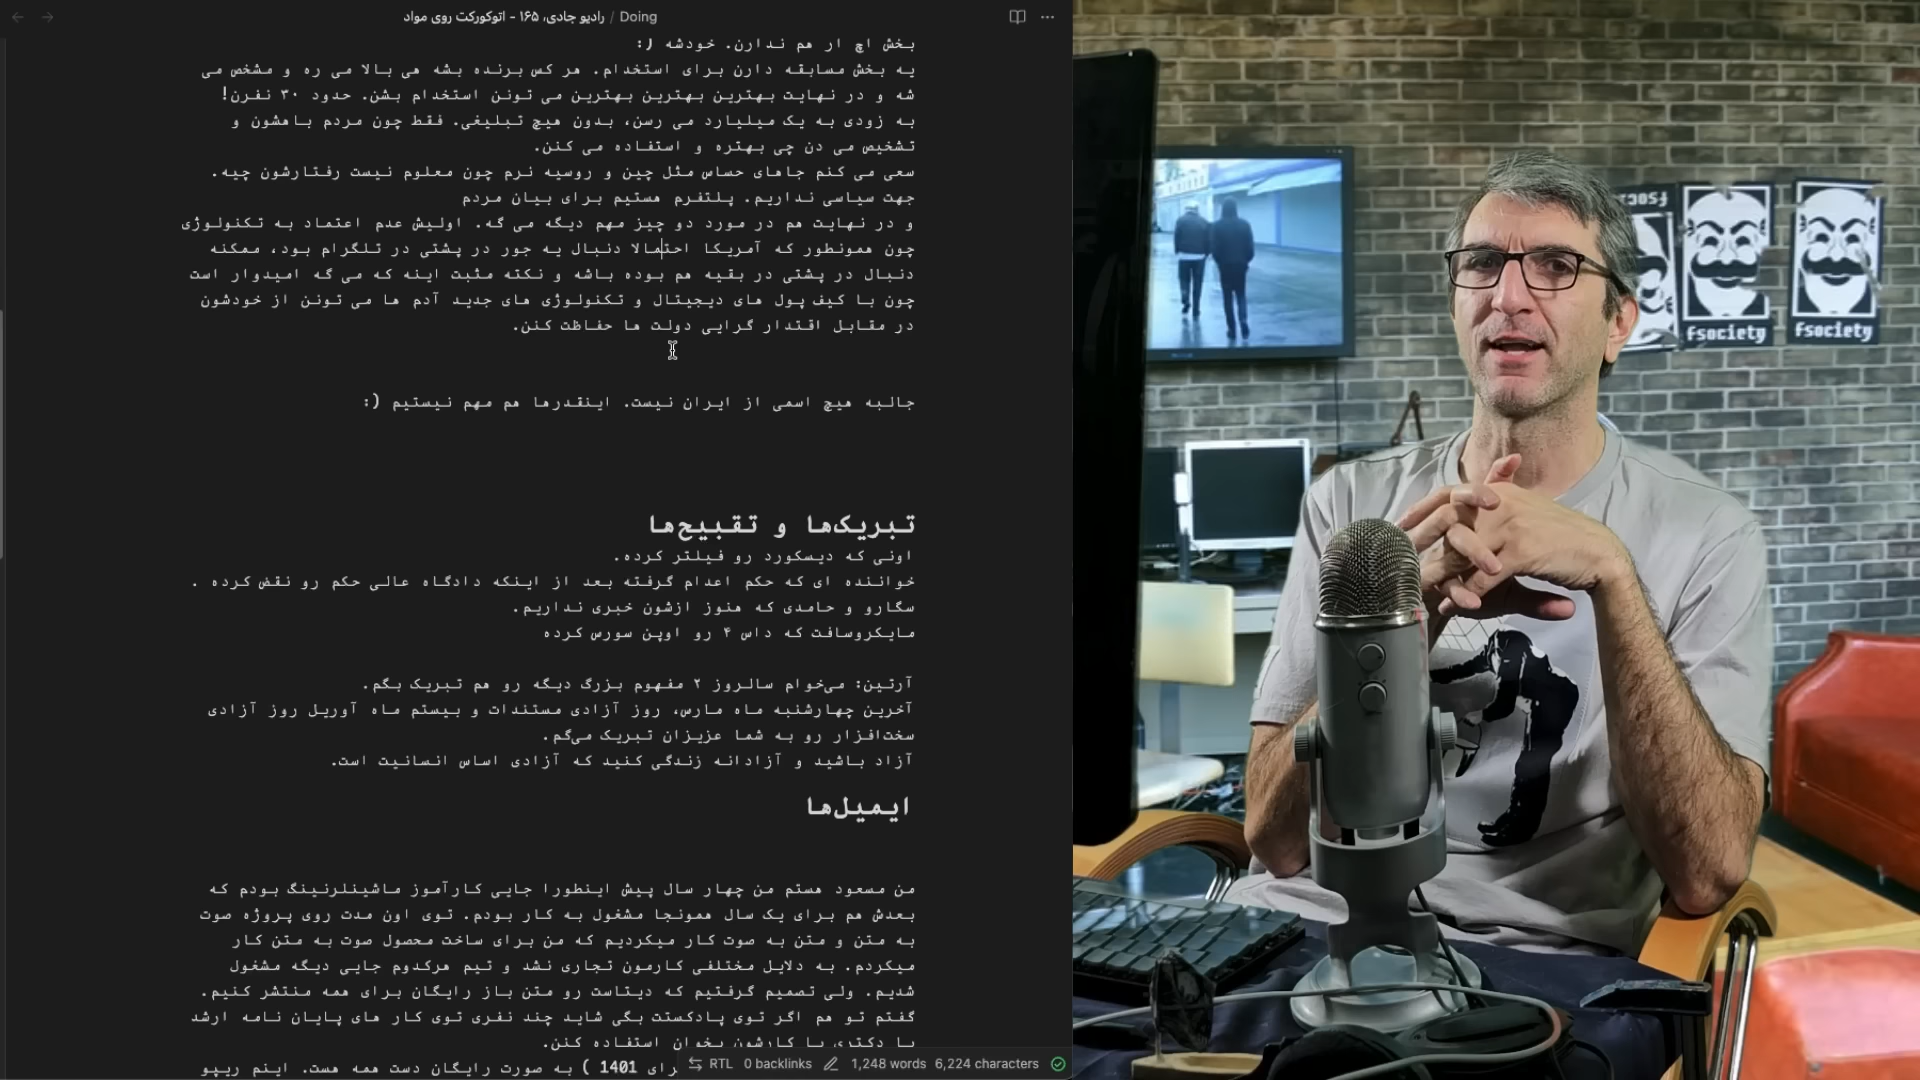 رادیو جادی، ۱۶۵ - اتوکورکت روی مواد / Doing
بخش اچ ار هم ندارن. خودشه (:
یه بخش مسابقه دارن برای استخدام. هر کس برنده بشه هی بالا می ره و مشخص می
شه و در نهایت بهترین بهترین بهترین می تونن استخدام بشن. حدود ۳۰ نفرن!
به زودی به یک میلیارد می رسن، بدون هیچ تبلیغی. فقط چون مردم باهشون و
تشخیص می دن چی بهتره و استفاده می کنن.
سعی می کنم جاهای حساس مثل چین و روسیه نرم چون معلوم نیست رفتارشون چیه.
جهت سیاسی نداریم. پلتفرم هستیم برای بیان مردم
و در نهایت هم در مورد دو چیز مهم دیگه می گه. اولیش عدم اعتماد به تکنولوژی
چون همونطور که آمریکا احتمالا دنبال یه جور در پشتی در تلگرام بود، ممکنه
دنبال در پشتی در بقیه هم بوده باشه و نکته مثبت اینه که می گه امیدوار است
چون با کیف پول های دیجیتال و تکنولوژی های جدید آدم ها می تونن از خودشون
در مقابل اقتدار گرایی دولت ها حفاظت کنن.
جالبه هیچ اسمی از ایران نیست. اینقدرها هم مهم نیستیم (:
تبریک‌ها و تقبیح‌ها
اونی که دیسکورد رو فیلتر کرده.
خواننده ای که حکم اعدام گرفته بعد از اینکه دادگاه عالی حکم رو نقض کرده .
سگارو و حامدی که هنوز ازشون خبری نداریم.
مایکروسافت که داس ۴ رو اوپن سورس کرده
آرتین: می‌خوام سالروز ۲ مفهوم بزرگ دیگه رو هم تبریک بگم.
آخرین چهارشنبه ماه مارس، روز آزادی مستندات و بیستم ماه آوریل روز آزادی
سخت‌افزار رو به شما عزیزان تبریک می‌گم.
آزاد باشید و آزادانه زندگی کنید که آزادی اساس انسانیت است.
ایمیل‌ها
من مسعود هستم من چهار سال پیش اینطورا جایی کارآموز ماشینلرنینگ بودم که
بعدش هم برای یک سال همونجا مشغول به کار بودم. توی اون مدت روی پروژه صوت
به متن و متن به صوت کار میکردیم که من برای ساخت محصول صوت به متن کار
میکردم. به دلایل مختلفی کارمون تجاری نشد و تیم هرکدوم جایی دیگه مشغول
شدیم. ولی تصمیم گرفتیم که دیتاست رو متن باز رایگان برای همه منتشر کنیم.
گفتم تو هم اگر توی پادکستت بگی شاید چند نفری توی کار های پایان نامه ارشد
یا دکتری یا کارشون بخوان استفاده کنن.
رای 1401 ) به صورت رایگان دست همه هست. اینم ریپو
RTL 0 backlinks 1,248 words 6,224 characters
fsociety
fsociety
fsociety